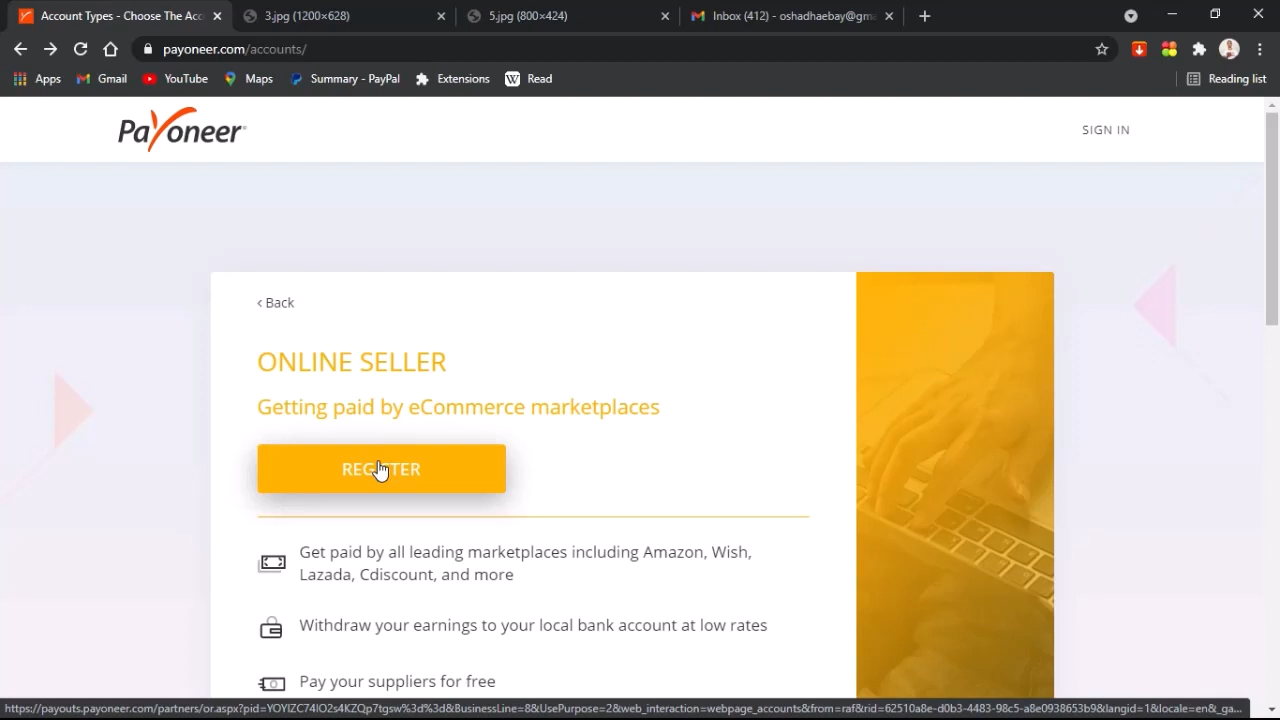 Account Types - Choose The Acc
3.jpg (1200×628)
5.jpg (800×424)
Inbox (412) - oshadhaebay@gm
payoneer.com/accounts/
Apps
Gmail
YouTube
Maps
Summary - PayPal
Extensions
Read
Reading list
Payoneer
SIGN IN
‹ Back
ONLINE SELLER
Getting paid by eCommerce marketplaces
REGISTER
Get paid by all leading marketplaces including Amazon, Wish,
Lazada, Cdiscount, and more
Withdraw your earnings to your local bank account at low rates
Pay your suppliers for free
https://payouts.payoneer.com/partners/or.aspx?pid=YOYIZC74IO2s4KZQp7tgsw%3d%3d&BusinessLine=8&UsePurpose=2&web_interaction=webpage_accounts&from=raf&rid=62510a8e-d0b3-4483-98c5-a8e0938653b9&langid=1&locale=en&_ga...